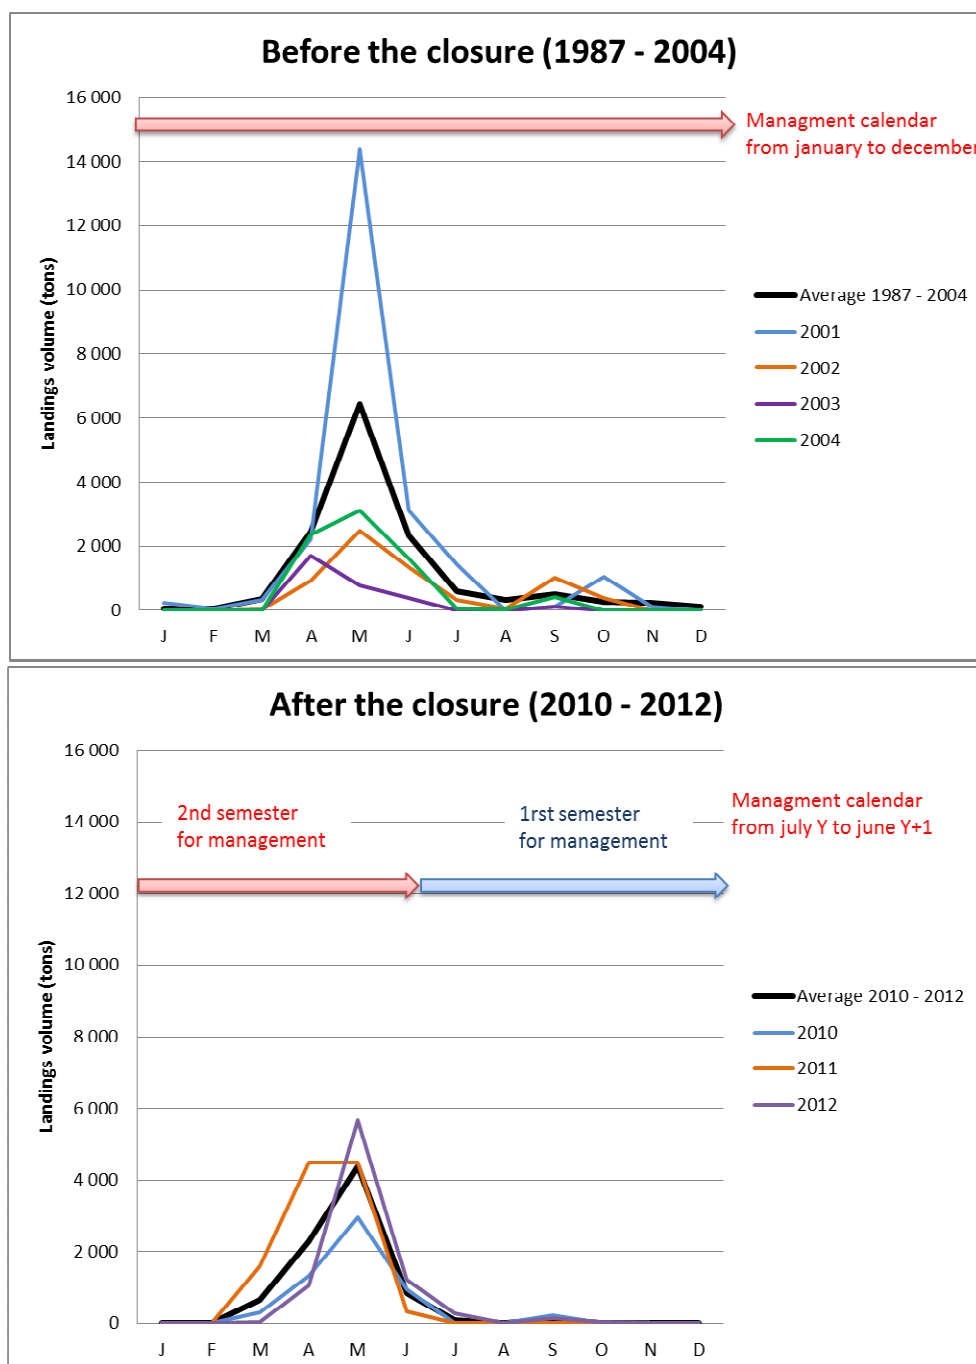 Before the closure (1987 - 2004)
16 000
14 000
12 000
10 000
8 000
6 000
4 000
2 000
0
Landings volume (tons)
J F M A M J J A S O N D
Managment calendar
from january to december
Average 1987 - 2004
2001
2002
2003
2004
After the closure (2010 - 2012)
16 000
14 000
12 000
10 000
8 000
6 000
4 000
2 000
0
Landings volume (tons)
J F M A M J J A S O N D
2nd semester
for management
1rst semester
for management
Managment calendar
from july Y to june Y+1
Average 2010 - 2012
2010
2011
2012